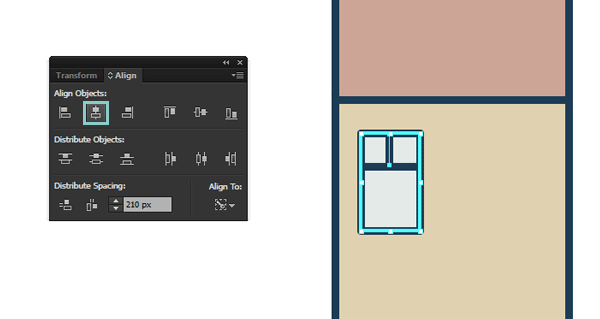 Transform
Align
Align Objects:
Distribute Objects:
Distribute Spacing:
Align To:
210 px